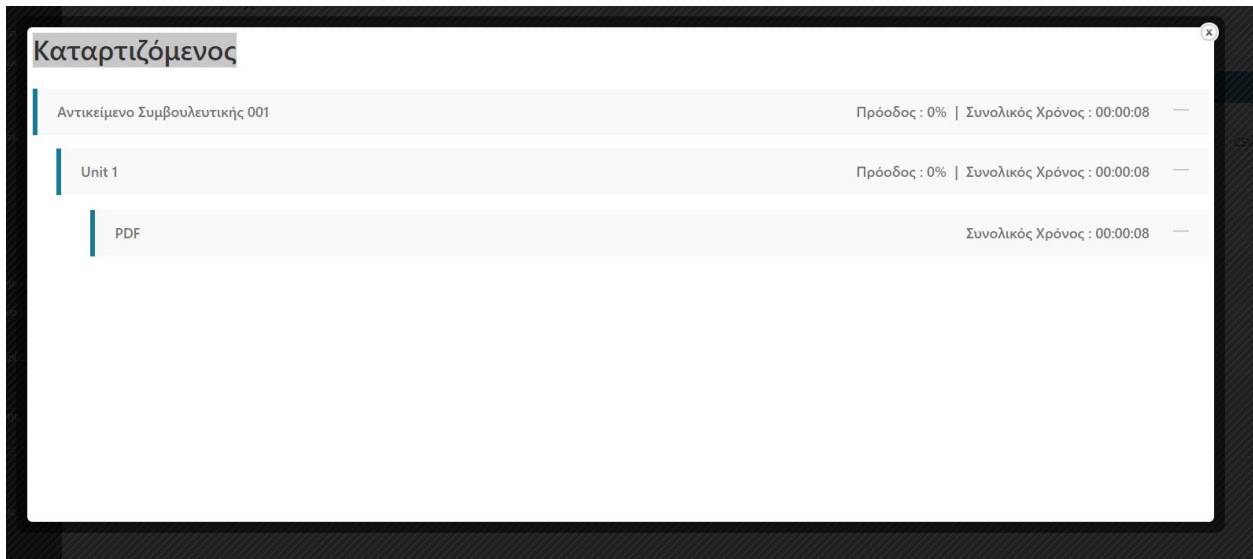 Καταρτιζόμενος
Αντικείμενο Συμβουλευτικής 001 Πρόοδος : 0% | Συνολικός Χρόνος : 00:00:08
Unit 1 Πρόοδος : 0% | Συνολικός Χρόνος : 00:00:08
PDF Συνολικός Χρόνος : 00:00:08